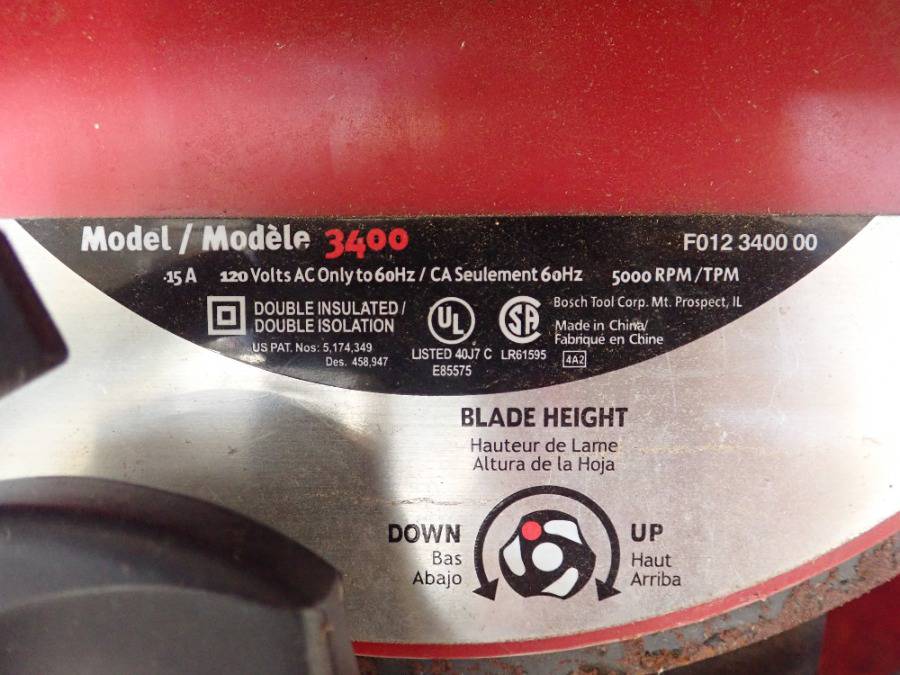 Model / Modèle 3400 F012 3400 00
15 A 120 Volts AC Only to 60Hz / CA Seulement 60Hz 5000 RPM/TPM
DOUBLE INSULATED/
DOUBLE ISOLATION
US PAT. Nos: 5,174,349
Des. 458,947
UL
LISTED 40J7 C
E85575
SA
LR61595
Bosch Tool Corp. Mt. Prospect, IL
Made in China/
Fabriqué en Chine
4A2
BLADE HEIGHT
Hauteur de Lame
Altura de la Hoja
DOWN
Bas
Abajo
UP
Haut
Arriba